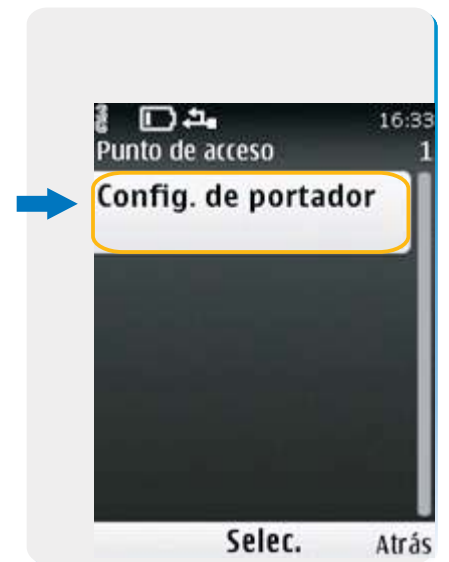 16:33
Punto de acceso 1
Config. de portador
Selec. Atrás